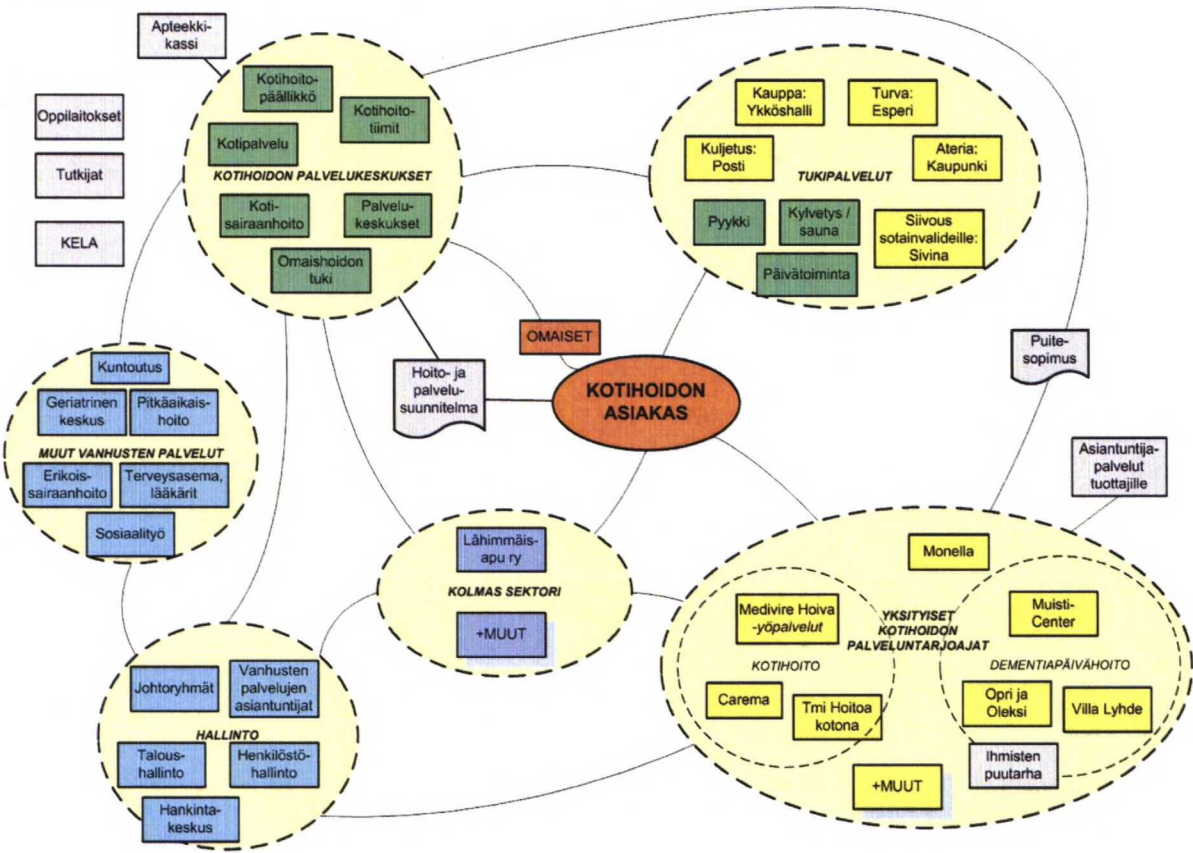 Apteekki-
kassi
Oppilaitokset
Tutkijat
KELA
Kotihoito-
päällikkö
Kotihoito-
tiimit
Kotipalvelu
KOTIHOIDON PALVELUKESKUKSET
Koti-
sairaanhoito
Palvelu-
keskukset
Omaishoidon
tuki
Kauppa:
Ykköshalli
Turva:
Esperi
Kuljetus:
Posti
Ateria:
Kaupunki
TUKIPALVELUT
Pyykki
Kylvetys /
sauna
Siivous
sotainvalideille:
Sivina
Päivätoiminta
OMAISET
Hoito- ja
palvelu-
suunnitelma
KOTIHOIDON
ASIAKAS
Puite-
sopimus
Kuntoutus
Geriatrinen
keskus
Pitkäaikais-
hoito
MUUT VANHUSTEN PALVELUT
Erikois-
sairaanhoito
Terveysasema,
lääkärit
Sosiaalityö
Asiantuntija-
palvelut
tuottajille
Lähimmäis-
apu ry
KOLMAS SEKTORI
+MUUT
Monella
Medivire Hoiva
-yöpalvelut
YKSITYISET
KOTIHOIDON
PALVELUNTARJOAJAT
Muisti-
Center
KOTIHOITO
DEMENTIAPÄIVÄHOITO
Carema
Tmi Hoitoa
kotona
Opri ja
Oleksi
Villa Lyhde
Ihmisten
puutarha
+MUUT
Johtoryhmät
Vanhusten
palvelujen
asiantuntijat
HALLINTO
Talous-
hallinto
Henkilöstö-
hallinto
Hankinta-
keskus